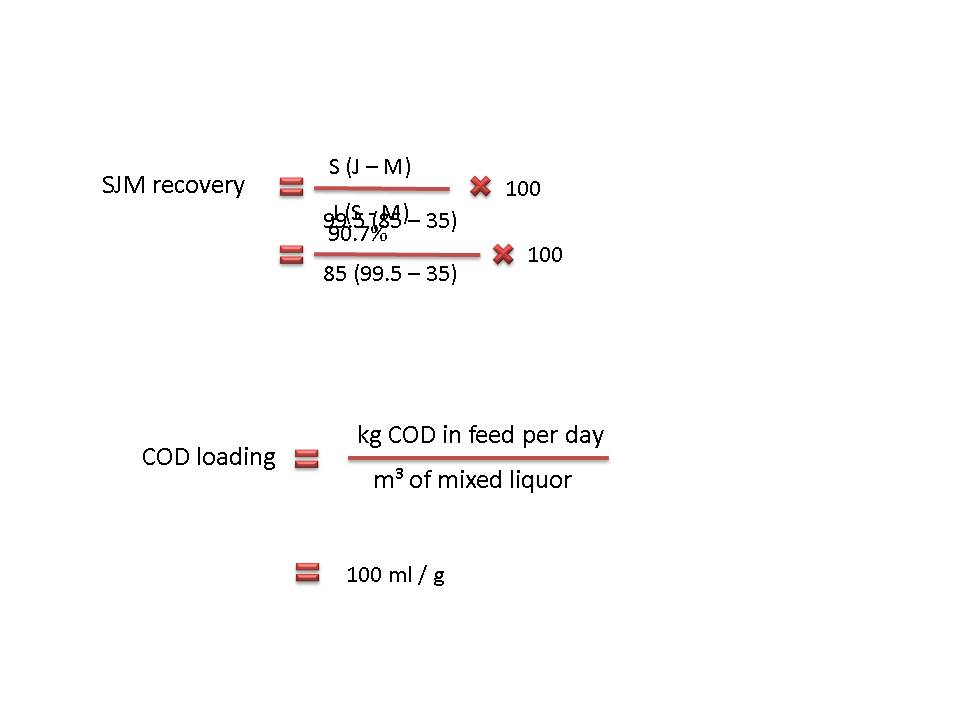 S (J – M)
SJM recovery = × 100
J (S - M)
99.5 (85 – 35)
90.7%
= × 100
85 (99.5 – 35)
kg COD in feed per day
COD loading =
m³ of mixed liquor
= 100 ml / g